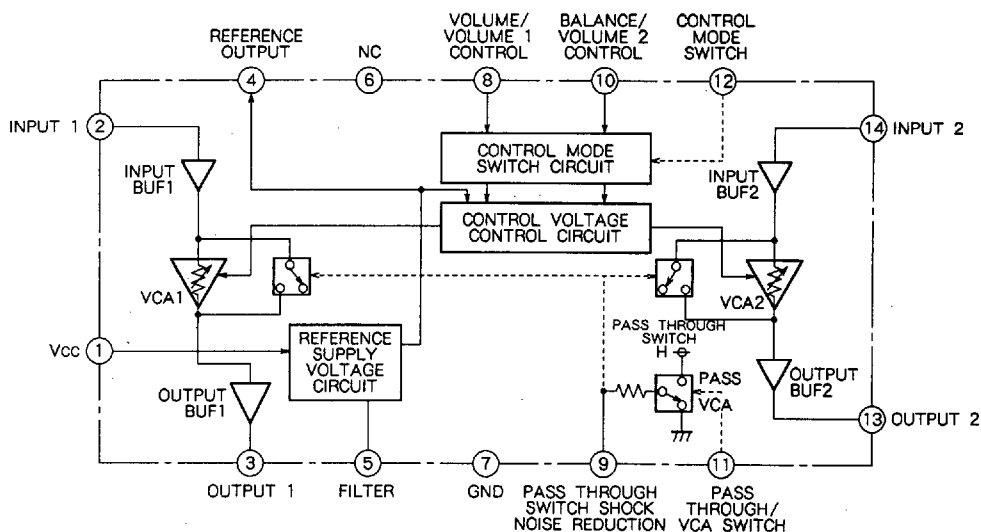 REFERENCE
OUTPUT
NC
VOLUME/
VOLUME 1
CONTROL
BALANCE/
VOLUME 2
CONTROL
CONTROL
MODE
SWITCH
4
6
8
10
12
INPUT 1
2
14
INPUT 2
INPUT
BUF1
CONTROL MODE
SWITCH CIRCUIT
INPUT
BUF2
CONTROL VOLTAGE
CONTROL CIRCUIT
VCA1
VCA2
Vcc
1
REFERENCE
SUPPLY
VOLTAGE
CIRCUIT
PASS THROUGH
SWITCH
H
PASS
VCA
OUTPUT
BUF1
OUTPUT
BUF2
13
OUTPUT 2
3
5
7
9
11
OUTPUT 1
FILTER
GND
PASS THROUGH
SWITCH SHOCK
NOISE REDUCTION
PASS
THROUGH/
VCA SWITCH